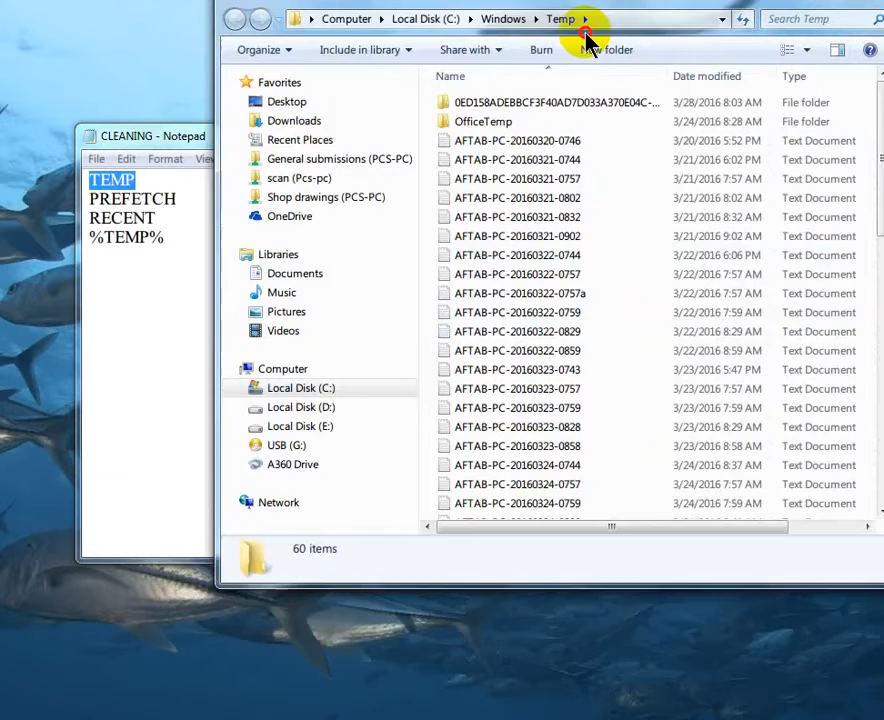 Computer Local Disk (C:) Windows Temp Search Temp
Organize Include in library Share with Burn New folder
Name Date modified Type
Favorites
Desktop
Downloads
Recent Places
General submissions (PCS-PC)
scan (Pcs-pc)
Shop drawings (PCS-PC)
OneDrive
Libraries
Documents
Music
Pictures
Videos
Computer
Local Disk (C:)
Local Disk (D:)
Local Disk (E:)
USB (G:)
A360 Drive
Network
0ED158ADEBBCF3F40AD7D033A370E04C-... 3/28/2016 8:03 AM File folder
OfficeTemp 3/24/2016 8:28 AM File folder
AFTAB-PC-20160320-0746 3/20/2016 5:52 PM Text Document
AFTAB-PC-20160321-0744 3/21/2016 6:02 PM Text Document
AFTAB-PC-20160321-0757 3/21/2016 7:57 AM Text Document
AFTAB-PC-20160321-0802 3/21/2016 8:02 AM Text Document
AFTAB-PC-20160321-0832 3/21/2016 8:32 AM Text Document
AFTAB-PC-20160321-0902 3/21/2016 9:02 AM Text Document
AFTAB-PC-20160322-0744 3/22/2016 6:06 PM Text Document
AFTAB-PC-20160322-0757 3/22/2016 7:57 AM Text Document
AFTAB-PC-20160322-0757a 3/22/2016 7:57 AM Text Document
AFTAB-PC-20160322-0759 3/22/2016 7:59 AM Text Document
AFTAB-PC-20160322-0829 3/22/2016 8:29 AM Text Document
AFTAB-PC-20160322-0859 3/22/2016 8:59 AM Text Document
AFTAB-PC-20160323-0743 3/23/2016 5:47 PM Text Document
AFTAB-PC-20160323-0757 3/23/2016 7:57 AM Text Document
AFTAB-PC-20160323-0759 3/23/2016 7:59 AM Text Document
AFTAB-PC-20160323-0828 3/23/2016 8:29 AM Text Document
AFTAB-PC-20160323-0858 3/23/2016 8:58 AM Text Document
AFTAB-PC-20160324-0744 3/24/2016 8:37 AM Text Document
AFTAB-PC-20160324-0757 3/24/2016 7:57 AM Text Document
AFTAB-PC-20160324-0759 3/24/2016 7:59 AM Text Document
60 items
CLEANING - Notepad
File Edit Format View
TEMP
PREFETCH
RECENT
%TEMP%